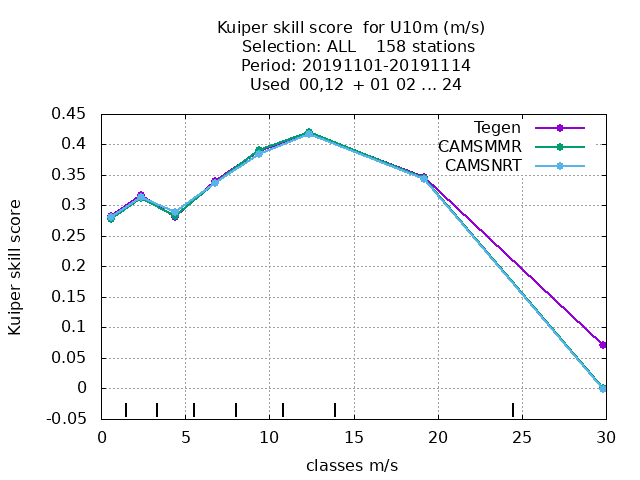 Kuiper skill score  for U10m (m/s)
Selection: ALL    158 stations
Period: 20191101-20191114
Used  00,12  + 01 02 ... 24
Tegen
CAMSMMR
CAMSNRT
0.45
0.4
0.35
0.3
0.25
0.2
0.15
0.1
0.05
0
-0.05
Kuiper skill score
0 5 10 15 20 25 30
classes m/s